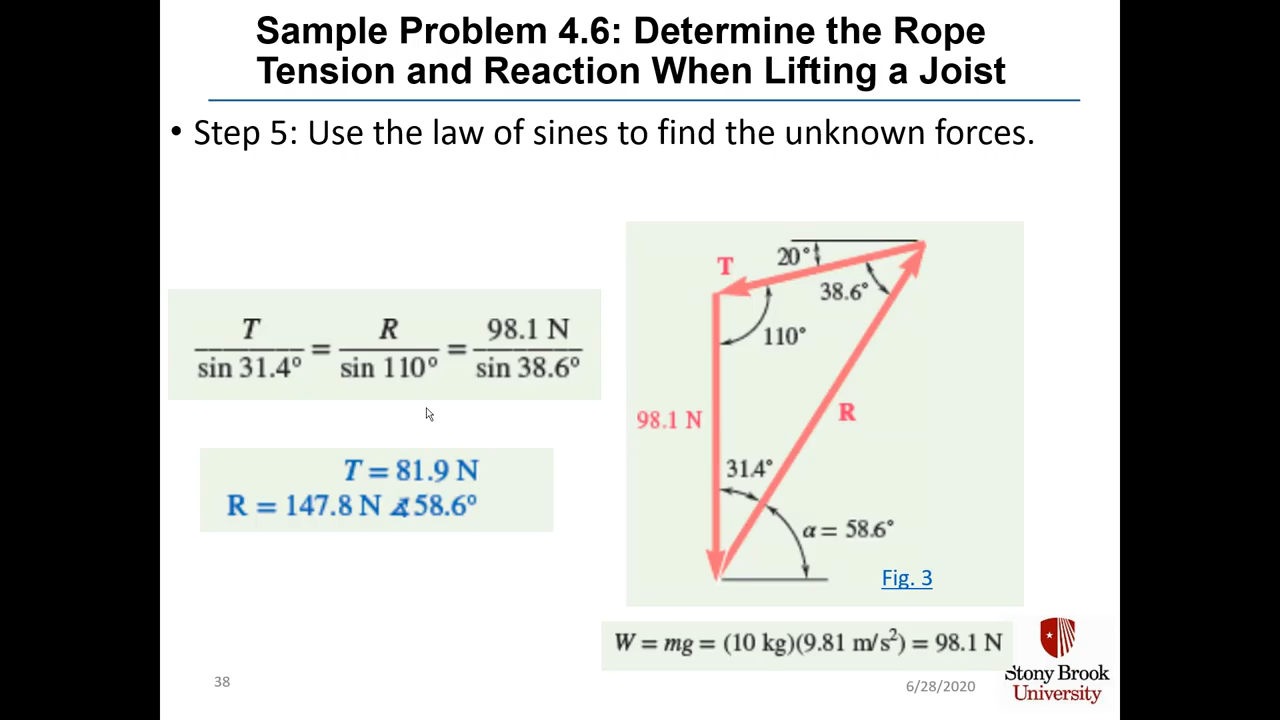 Sample Problem 4.6: Determine the Rope
Tension and Reaction When Lifting a Joist
• Step 5: Use the law of sines to find the unknown forces.
T / sin 31.4° = R / sin 110° = 98.1 N / sin 38.6°
T = 81.9 N
R = 147.8 N ∡58.6°
T
20°
38.6°
110°
98.1 N
R
31.4°
α = 58.6°
Fig. 3
W = mg = (10 kg)(9.81 m/s²) = 98.1 N
38
6/28/2020
Stony Brook
University